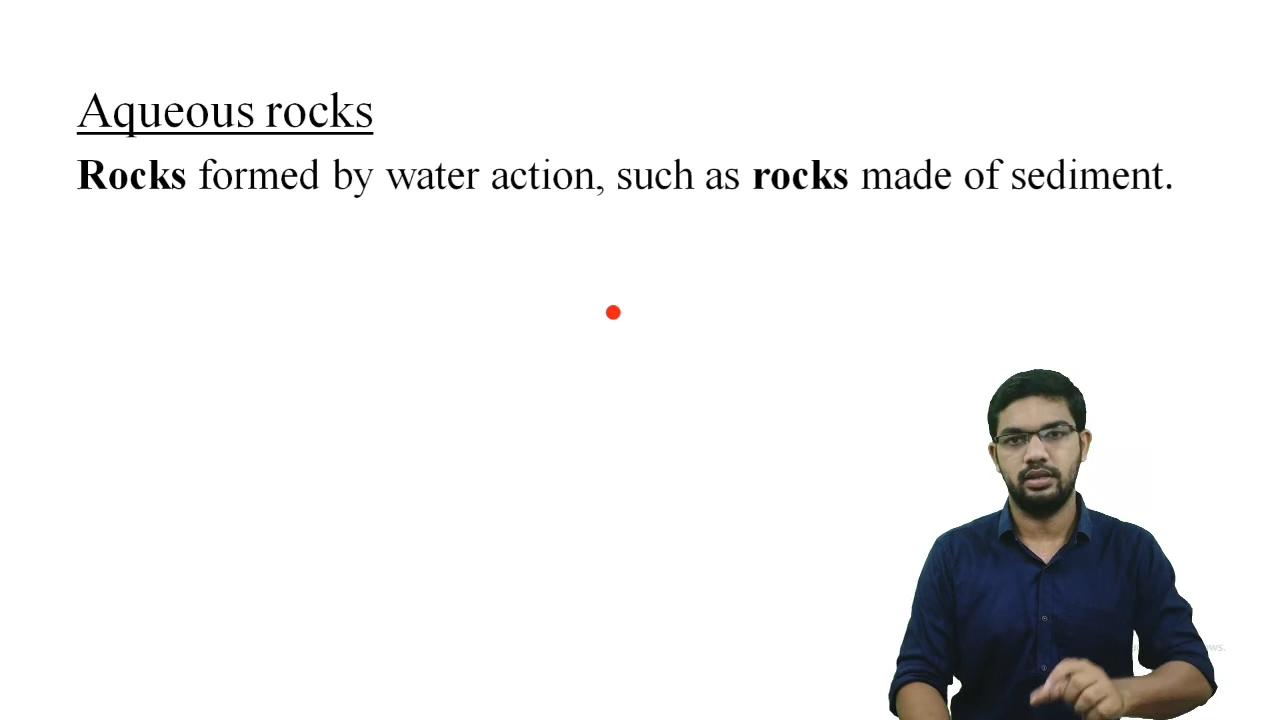 Aqueous rocks
Rocks formed by water action, such as rocks made of sediment.